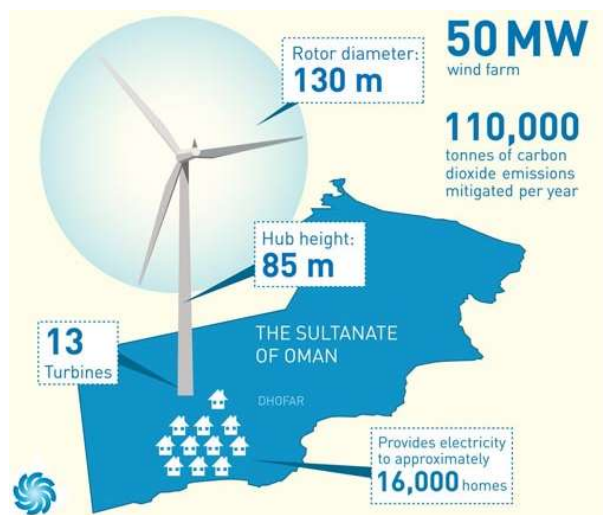 Rotor diameter:
130 m
50 MW
wind farm
110,000
tonnes of carbon
dioxide emissions
mitigated per year
Hub height:
85 m
13
Turbines
THE SULTANATE
OF OMAN
DHOFAR
Provides electricity
to approximately
16,000 homes